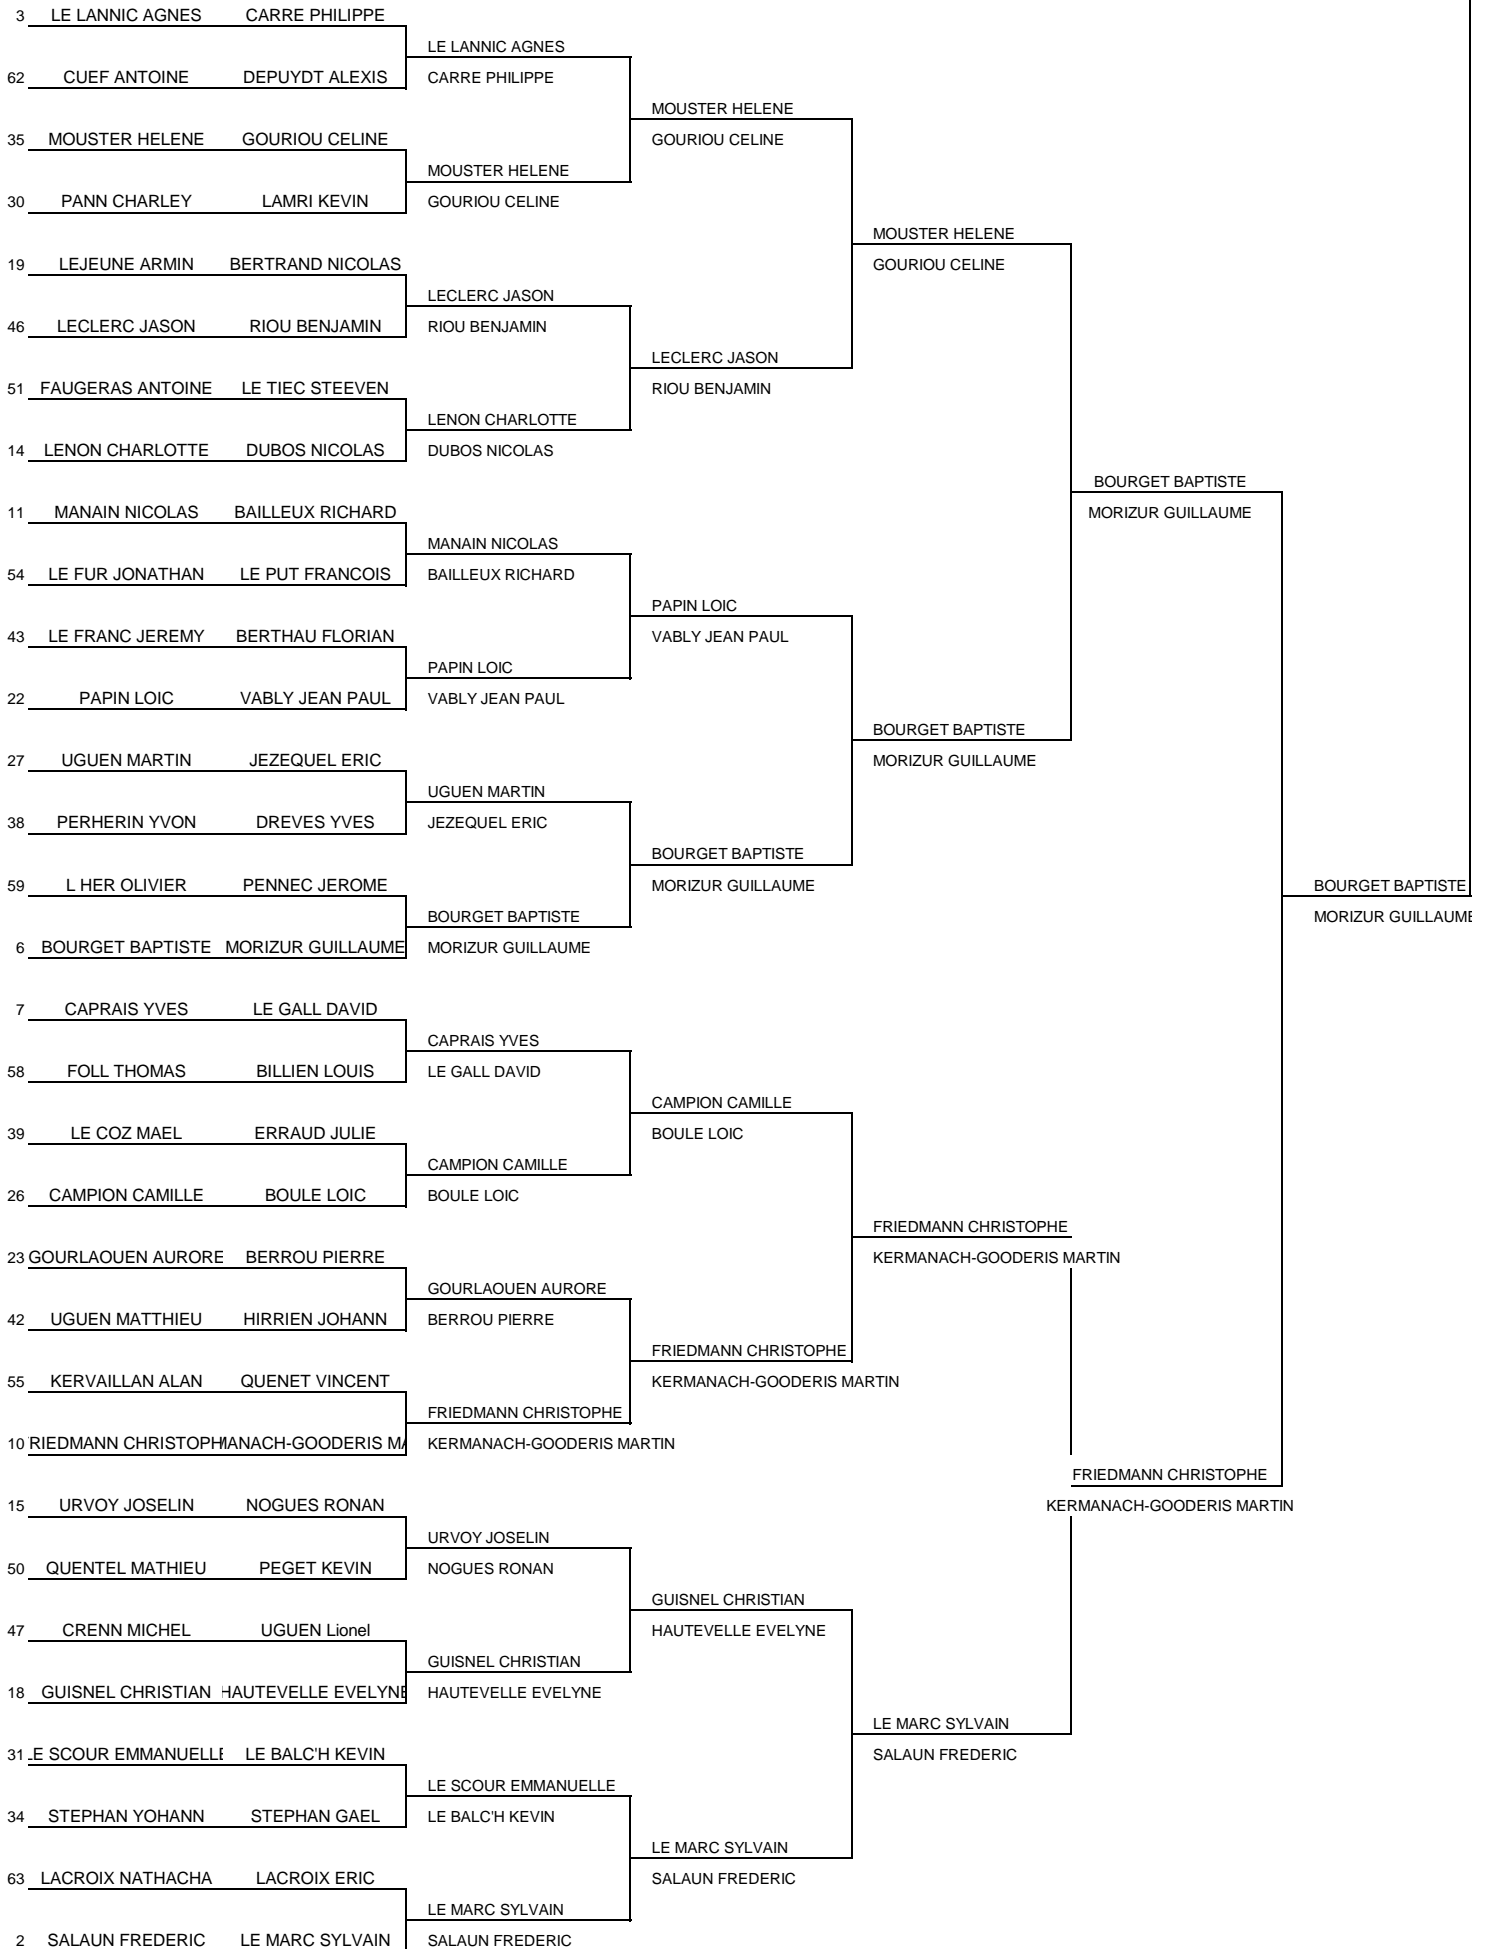 3 LE LANNIC AGNES CARRE PHILIPPE
LE LANNIC AGNES
62 CUEF ANTOINE DEPUYDT ALEXIS CARRE PHILIPPE
MOUSTER HELENE
35 MOUSTER HELENE GOURIOU CELINE GOURIOU CELINE
MOUSTER HELENE
30 PANN CHARLEY LAMRI KEVIN GOURIOU CELINE
MOUSTER HELENE
19 LEJEUNE ARMIN BERTRAND NICOLAS GOURIOU CELINE
LECLERC JASON
46 LECLERC JASON RIOU BENJAMIN RIOU BENJAMIN
LECLERC JASON
51 FAUGERAS ANTOINE LE TIEC STEEVEN RIOU BENJAMIN
LENON CHARLOTTE
14 LENON CHARLOTTE DUBOS NICOLAS DUBOS NICOLAS
BOURGET BAPTISTE
11 MANAIN NICOLAS BAILLEUX RICHARD MORIZUR GUILLAUME
MANAIN NICOLAS
54 LE FUR JONATHAN LE PUT FRANCOIS BAILLEUX RICHARD
PAPIN LOIC
43 LE FRANC JEREMY BERTHAU FLORIAN VABLY JEAN PAUL
PAPIN LOIC
22 PAPIN LOIC VABLY JEAN PAUL VABLY JEAN PAUL
BOURGET BAPTISTE
27 UGUEN MARTIN JEZEQUEL ERIC MORIZUR GUILLAUME
UGUEN MARTIN
38 PERHERIN YVON DREVES YVES JEZEQUEL ERIC
BOURGET BAPTISTE
59 L HER OLIVIER PENNEC JEROME MORIZUR GUILLAUME BOURGET BAPTISTE
BOURGET BAPTISTE MORIZUR GUILLAUME
6 BOURGET BAPTISTE MORIZUR GUILLAUME MORIZUR GUILLAUME
7 CAPRAIS YVES LE GALL DAVID
CAPRAIS YVES
58 FOLL THOMAS BILLIEN LOUIS LE GALL DAVID
CAMPION CAMILLE
39 LE COZ MAEL ERRAUD JULIE BOULE LOIC
CAMPION CAMILLE
26 CAMPION CAMILLE BOULE LOIC BOULE LOIC
FRIEDMANN CHRISTOPHE
23 GOURLAOUEN AURORE BERROU PIERRE KERMANACH-GOODERIS MARTIN
GOURLAOUEN AURORE
42 UGUEN MATTHIEU HIRRIEN JOHANN BERROU PIERRE
FRIEDMANN CHRISTOPHE
55 KERVAILLAN ALAN QUENET VINCENT KERMANACH-GOODERIS MARTIN
FRIEDMANN CHRISTOPHE
10 RIEDMANN CHRISTOPH MANACH-GOODERIS MA KERMANACH-GOODERIS MARTIN
FRIEDMANN CHRISTOPHE
15 URVOY JOSELIN NOGUES RONAN KERMANACH-GOODERIS MARTIN
URVOY JOSELIN
50 QUENTEL MATHIEU PEGET KEVIN NOGUES RONAN
GUISNEL CHRISTIAN
47 CRENN MICHEL UGUEN Lionel HAUTEVELLE EVELYNE
GUISNEL CHRISTIAN
18 GUISNEL CHRISTIAN HAUTEVELLE EVELYNE HAUTEVELLE EVELYNE
LE MARC SYLVAIN
31 LE SCOUR EMMANUELLE LE BALC'H KEVIN SALAUN FREDERIC
LE SCOUR EMMANUELLE
34 STEPHAN YOHANN STEPHAN GAEL LE BALC'H KEVIN
LE MARC SYLVAIN
63 LACROIX NATHACHA LACROIX ERIC SALAUN FREDERIC
LE MARC SYLVAIN
2 SALAUN FREDERIC LE MARC SYLVAIN SALAUN FREDERIC